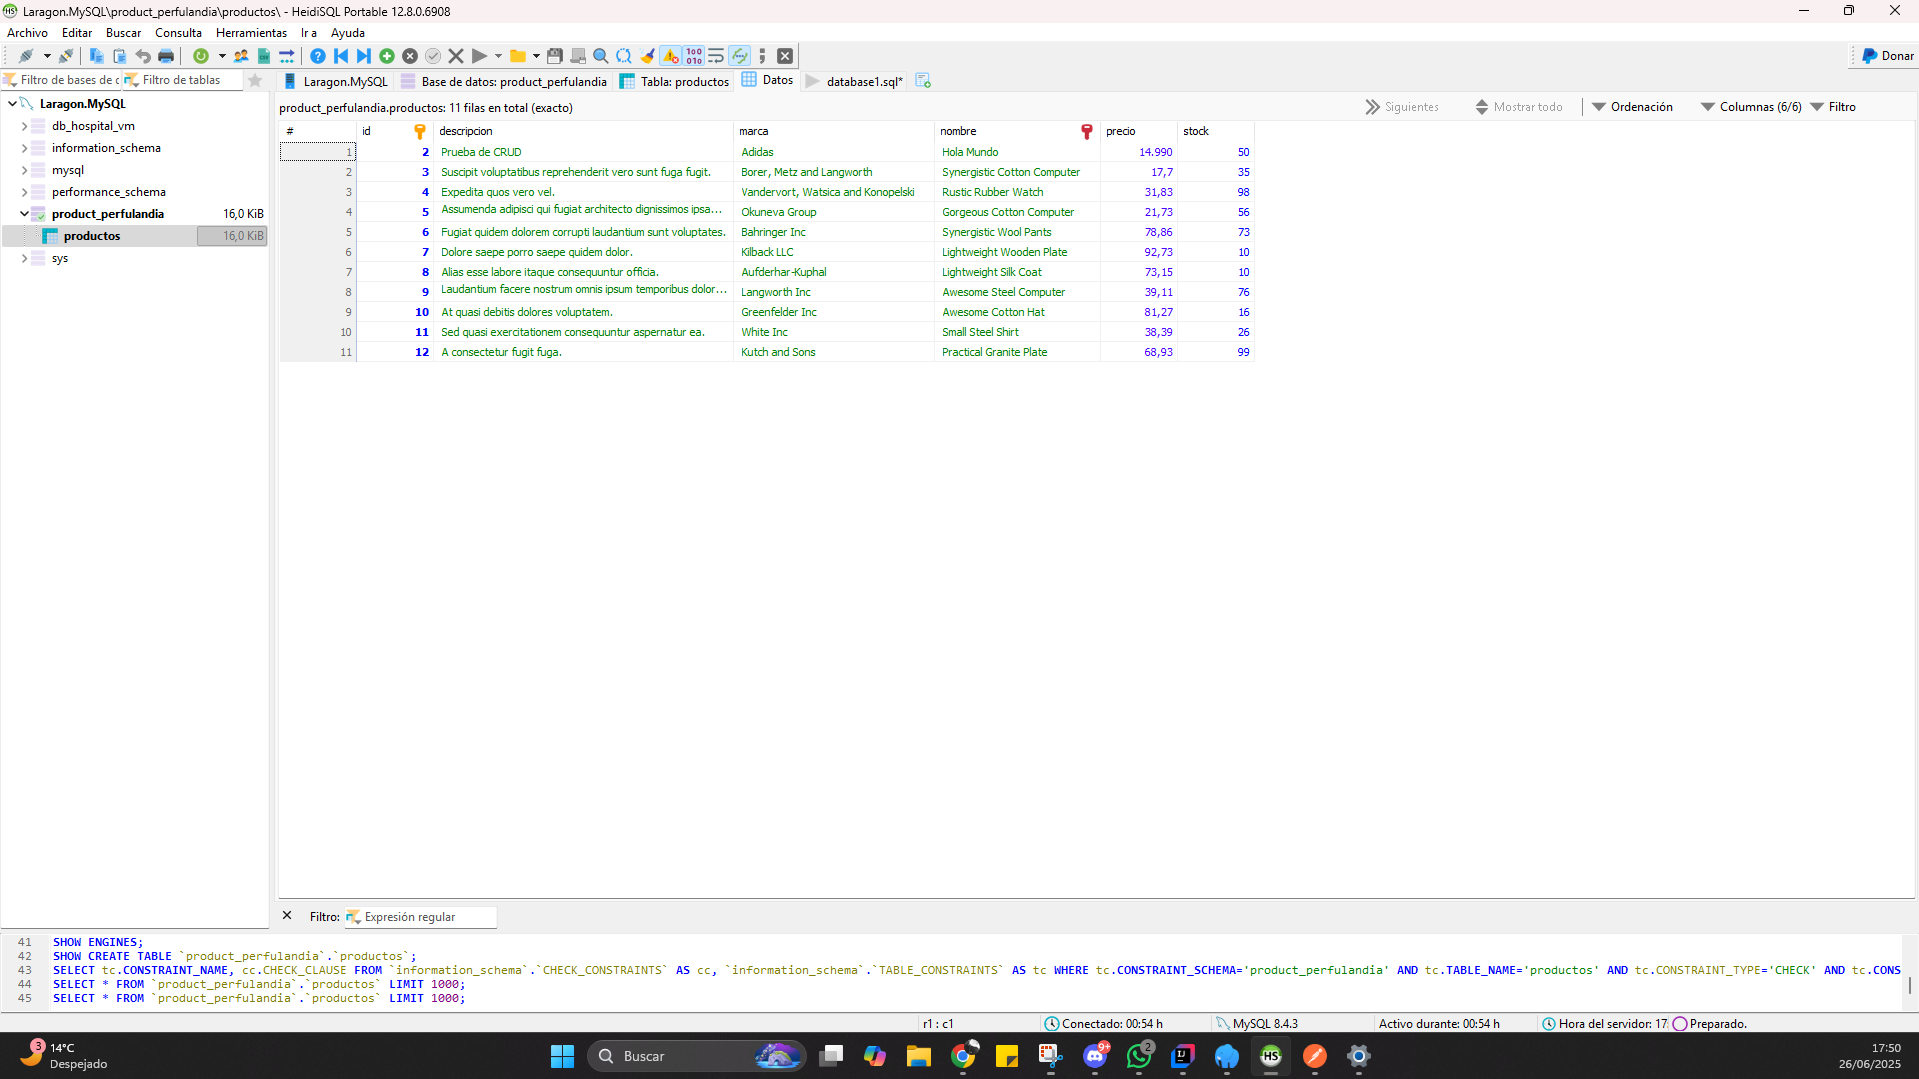 Laragon.MySQL\product_perfulandia\productos\ - HeidiSQL Portable 12.8.0.6908
Archivo Editar Buscar Consulta Herramientas Ir a Ayuda
Donar
Filtro de bases de d Filtro de tablas
Laragon.MySQL Base de datos: product_perfulandia Tabla: productos Datos database1.sql*
Laragon.MySQL
db_hospital_vm
information_schema
mysql
performance_schema
product_perfulandia 16,0 KiB
productos 16,0 KiB
sys
product_perfulandia.productos: 11 filas en total (exacto) Siguientes Mostrar todo Ordenación Columnas (6/6) Filtro
# id descripcion marca nombre precio stock
1 2 Prueba de CRUD Adidas Hola Mundo 14.990 50
2 3 Suscipit voluptatibus reprehenderit vero sunt fuga fugit. Borer, Metz and Langworth Synergistic Cotton Computer 17,7 35
3 4 Expedita quos vero vel. Vandervort, Watsica and Konopelski Rustic Rubber Watch 31,83 98
4 5 Assumenda adipisci qui fugiat architecto dignissimos ipsa... Okuneva Group Gorgeous Cotton Computer 21,73 56
5 6 Fugiat quidem dolorem corrupti laudantium sunt voluptates. Bahringer Inc Synergistic Wool Pants 78,86 73
6 7 Dolore saepe porro saepe quidem dolor. Kilback LLC Lightweight Wooden Plate 92,73 10
7 8 Alias esse labore itaque consequuntur officia. Aufderhar-Kuphal Lightweight Silk Coat 73,15 10
8 9 Laudantium facere nostrum omnis ipsum temporibus dolor... Langworth Inc Awesome Steel Computer 39,11 76
9 10 At quasi debitis dolores voluptatem. Greenfelder Inc Awesome Cotton Hat 81,27 16
10 11 Sed quasi exercitationem consequuntur aspernatur ea. White Inc Small Steel Shirt 38,39 26
11 12 A consectetur fugit fuga. Kutch and Sons Practical Granite Plate 68,93 99
Filtro: Expresión regular
41 SHOW ENGINES;
42 SHOW CREATE TABLE `product_perfulandia`.`productos`;
43 SELECT tc.CONSTRAINT_NAME, cc.CHECK_CLAUSE FROM `information_schema`.`CHECK_CONSTRAINTS` AS cc, `information_schema`.`TABLE_CONSTRAINTS` AS tc WHERE tc.CONSTRAINT_SCHEMA='product_perfulandia' AND tc.TABLE_NAME='productos' AND tc.CONSTRAINT_TYPE='CHECK' AND tc.CONS
44 SELECT * FROM `product_perfulandia`.`productos` LIMIT 1000;
45 SELECT * FROM `product_perfulandia`.`productos` LIMIT 1000;
r1 : c1 Conectado: 00:54 h MySQL 8.4.3 Activo durante: 00:54 h Hora del servidor: 17: Preparado.
3 14°C
Despejado
Buscar
9+ 2 IJ HS
17:50
26/06/2025